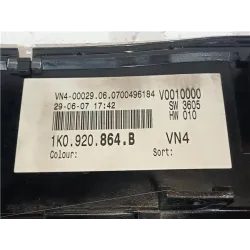 VN4-00029.06.0700496184 V0010000
29-06-07 17:42 SW 3605
HW 010
1K0.920.864.B VN4
Colour: Sort: